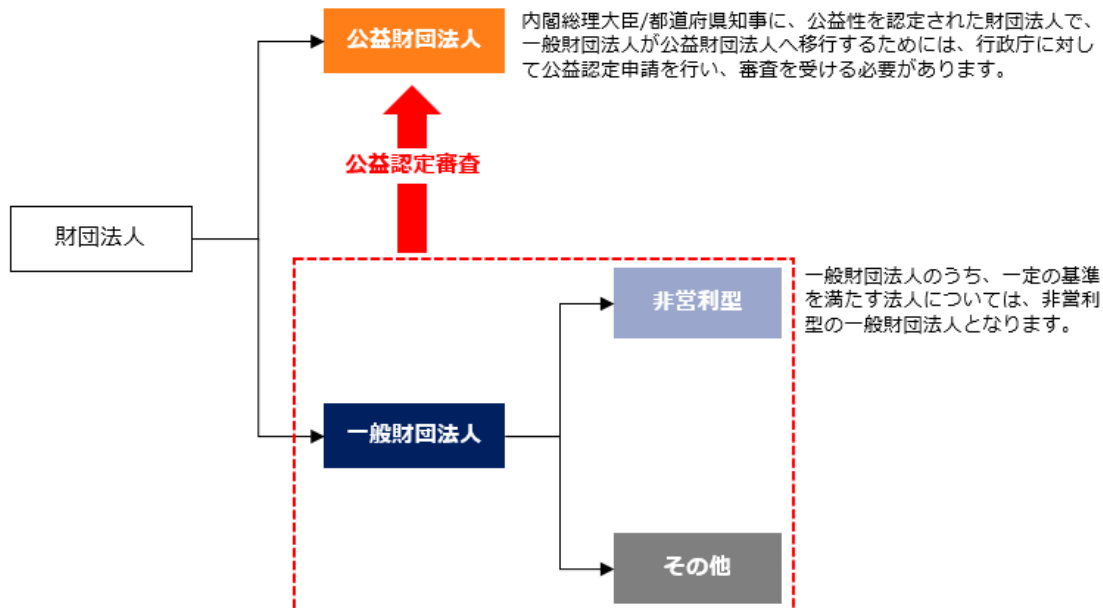 公益財団法人
内閣総理大臣/都道府県知事に、公益性を認定された財団法人で、
一般財団法人が公益財団法人へ移行するためには、行政庁に対し
て公益認定申請を行い、審査を受ける必要があります。
公益認定審査
財団法人
非営利型
一般財団法人のうち、一定の基準
を満たす法人については、非営利
型の一般財団法人となります。
一般財団法人
その他